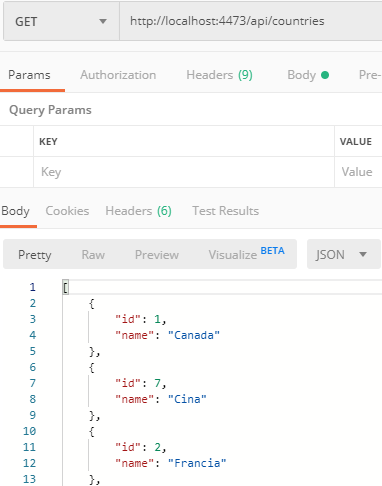 GET http://localhost:4473/api/countries
Params Authorization Headers (9) Body Pre-
Query Params
KEY VALUE
Key Value
Body Cookies Headers (6) Test Results
Pretty Raw Preview Visualize BETA JSON
1 [
2 {
3 "id": 1,
4 "name": "Canada"
5 },
6 {
7 "id": 7,
8 "name": "Cina"
9 },
10 {
11 "id": 2,
12 "name": "Francia"
13 },